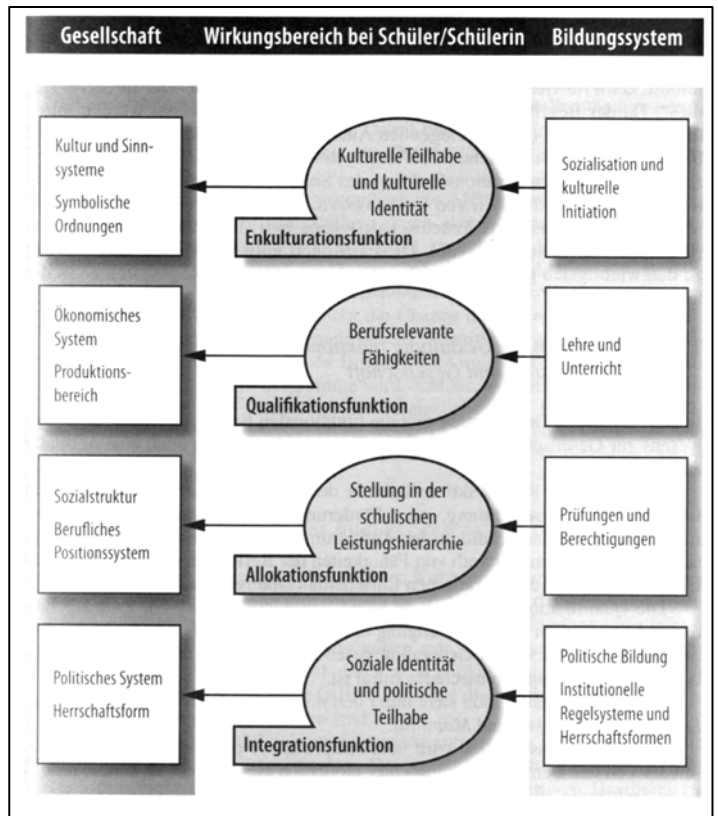 Gesellschaft
Wirkungsbereich bei Schüler/Schülerin
Bildungssystem
Kultur und Sinn-
systeme
Symbolische
Ordnungen
Kulturelle Teilhabe
und kulturelle
Identität
Enkulturationsfunktion
Sozialisation und
kulturelle
Initiation
Ökonomisches
System
Produktions-
bereich
Berufsrelevante
Fähigkeiten
Qualifikationsfunktion
Lehre und
Unterricht
Sozialstruktur
Berufliches
Positionssystem
Stellung in der
schulischen
Leistungshierarchie
Allokationsfunktion
Prüfungen und
Berechtigungen
Politisches System
Herrschaftsform
Soziale Identität
und politische
Teilhabe
Integrationsfunktion
Politische Bildung
Institutionelle
Regelsysteme und
Herrschaftsformen